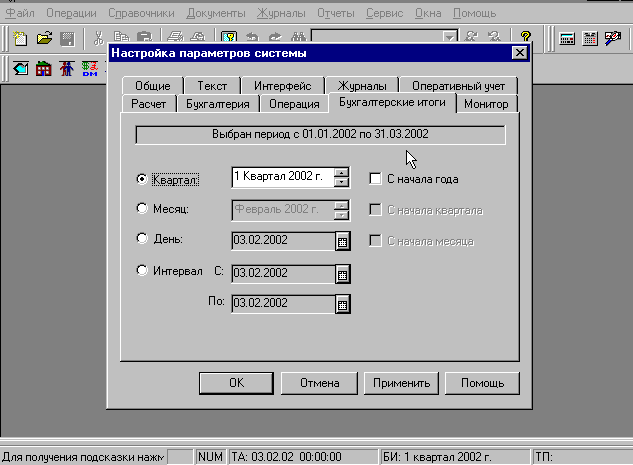 Файл Операции Справочники Документы Журналы Отчеты Сервис Окна Помощь
Настройка параметров системы
Общие Текст Интерфейс Журналы Оперативный учет
Расчет Бухгалтерия Операция Бухгалтерские итоги Монитор
Выбран период с 01.01.2002 по 31.03.2002
Квартал: 1 Квартал 2002 г. С начала года
Месяц: Февраль 2002 г. С начала квартала
День: 03.02.2002 С начала месяца
Интервал С: 03.02.2002
По: 03.02.2002
OK Отмена Применить Помощь
Для получения подсказки нажм NUM ТА: 03.02.02 00:00:00 БИ: 1 квартал 2002 г. ТП: